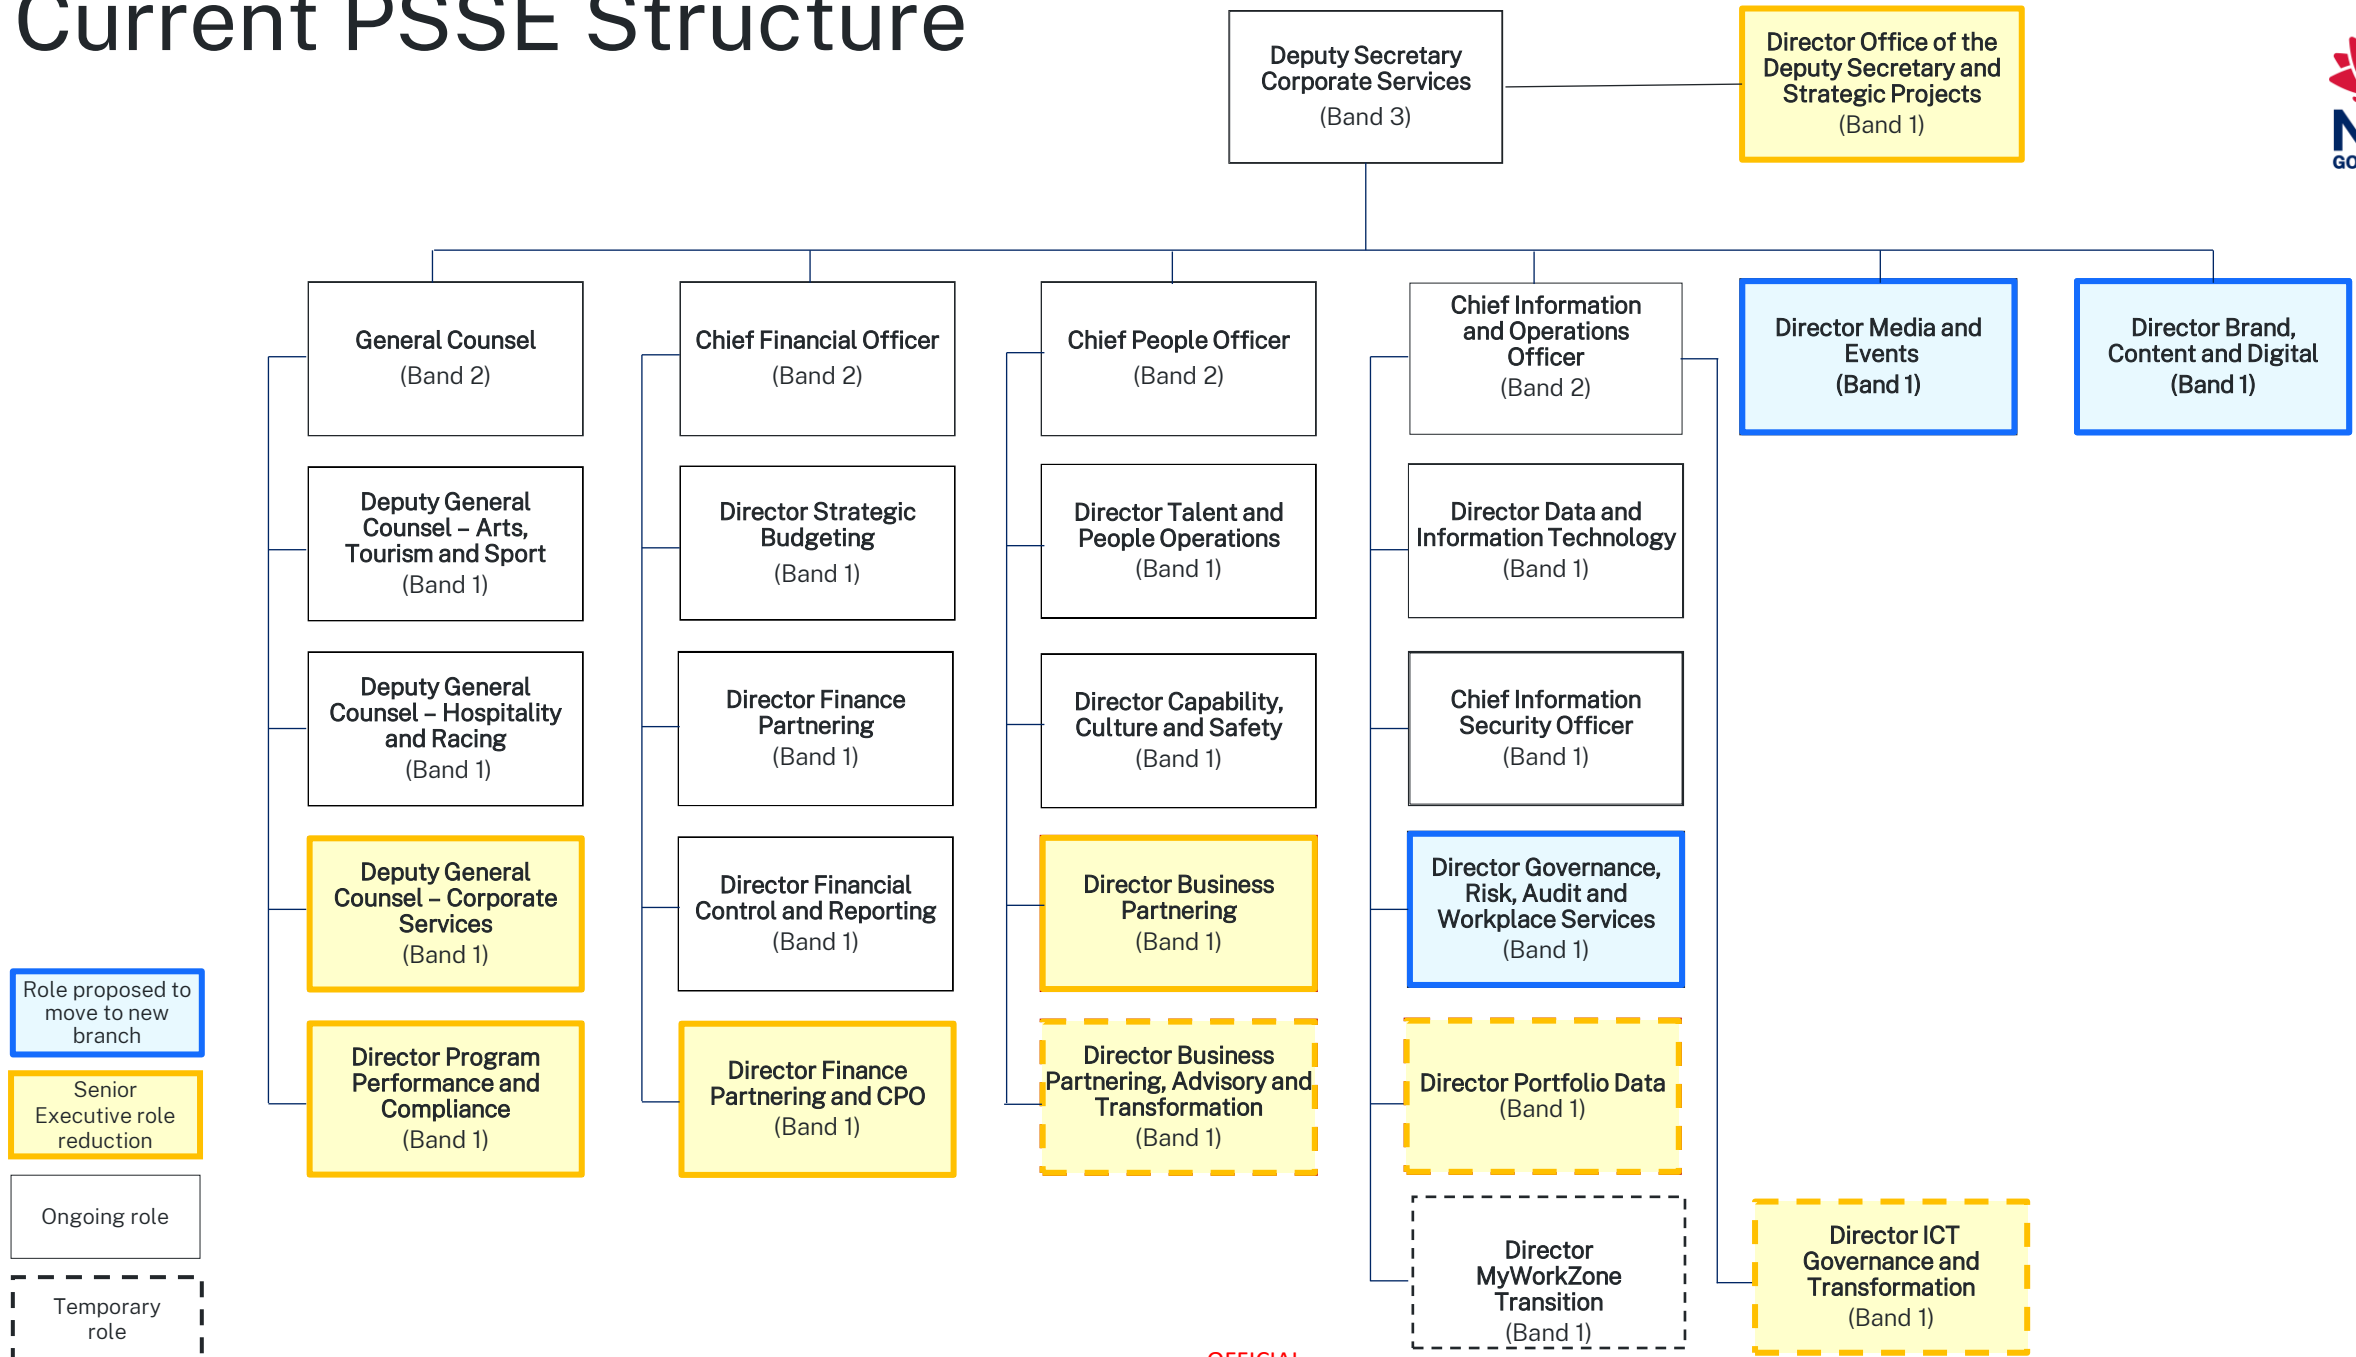 Current PSSE Structure
Deputy Secretary
Corporate Services
(Band 3)
Director Office of the
Deputy Secretary and
Strategic Projects
(Band 1)
General Counsel
(Band 2)
Chief Financial Officer
(Band 2)
Chief People Officer
(Band 2)
Chief Information
and Operations
Officer
(Band 2)
Director Media and
Events
(Band 1)
Director Brand,
Content and Digital
(Band 1)
Deputy General
Counsel – Arts,
Tourism and Sport
(Band 1)
Director Strategic
Budgeting
(Band 1)
Director Talent and
People Operations
(Band 1)
Director Data and
Information Technology
(Band 1)
Deputy General
Counsel – Hospitality
and Racing
(Band 1)
Director Finance
Partnering
(Band 1)
Director Capability,
Culture and Safety
(Band 1)
Chief Information
Security Officer
(Band 1)
Deputy General
Counsel – Corporate
Services
(Band 1)
Director Financial
Control and Reporting
(Band 1)
Director Business
Partnering
(Band 1)
Director Governance,
Risk, Audit and
Workplace Services
(Band 1)
Director Program
Performance and
Compliance
(Band 1)
Director Finance
Partnering and CPO
(Band 1)
Director Business
Partnering, Advisory and
Transformation
(Band 1)
Director Portfolio Data
(Band 1)
Director
MyWorkZone
Transition
(Band 1)
Director ICT
Governance and
Transformation
(Band 1)
Role proposed to
move to new
branch
Senior
Executive role
reduction
Ongoing role
Temporary
role
OFFICIAL